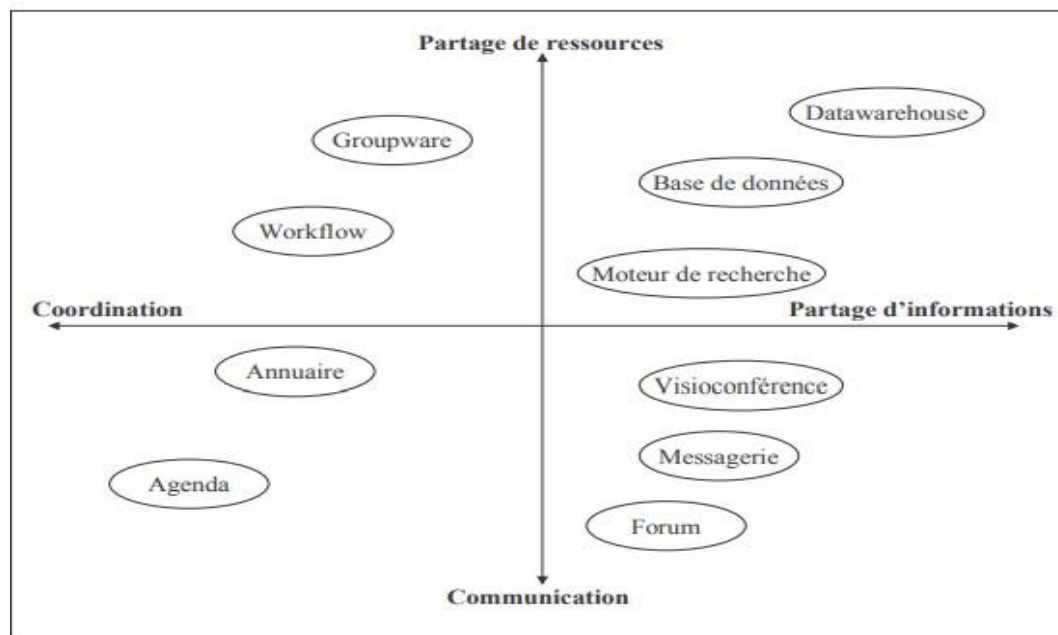 Partage de ressources
Datawarehouse
Groupware
Base de données
Workflow
Moteur de recherche
Coordination
Partage d’informations
Annuaire
Visioconférence
Messagerie
Agenda
Forum
Communication